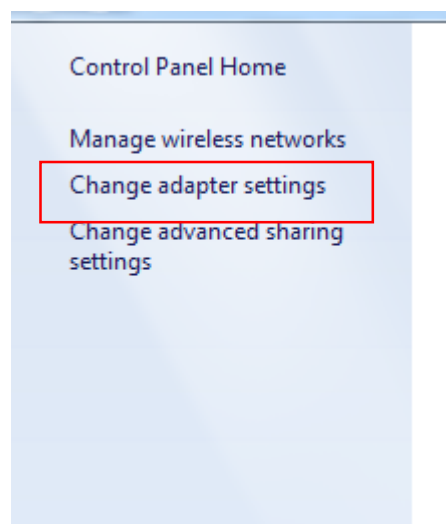 Control Panel Home
Manage wireless networks
Change adapter settings
Change advanced sharing
settings